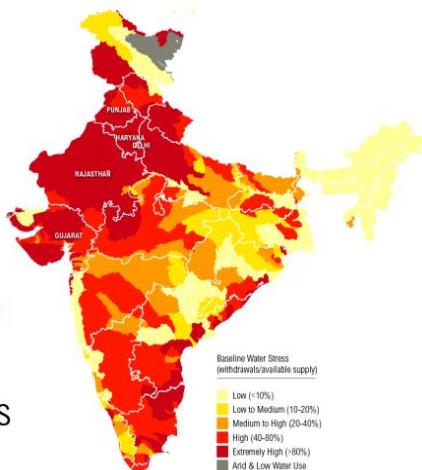 PUNJAB
HARYANA
DELHI
RAJASTHAN
GUJARAT
S
Baseline Water Stress
(withdrawals/available supply)
Low (<10%)
Low to Medium (10-20%)
Medium to High (20-40%)
High (40-80%)
Extremely High (>80%)
Arid & Low Water Use